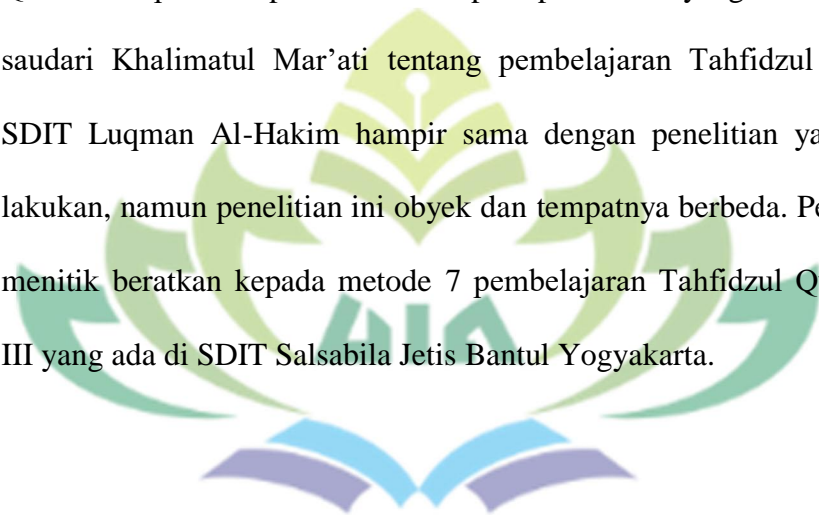 saudari Khalimatul Mar’ati tentang pembelajaran Tahfidzul
SDIT Luqman Al-Hakim hampir sama dengan penelitian
lakukan, namun penelitian ini obyek dan tempatnya berbeda.
menitik beratkan kepada metode 7 pembelajaran Tahfidzul
III yang ada di SDIT Salsabila Jetis Bantul Yogyakarta.